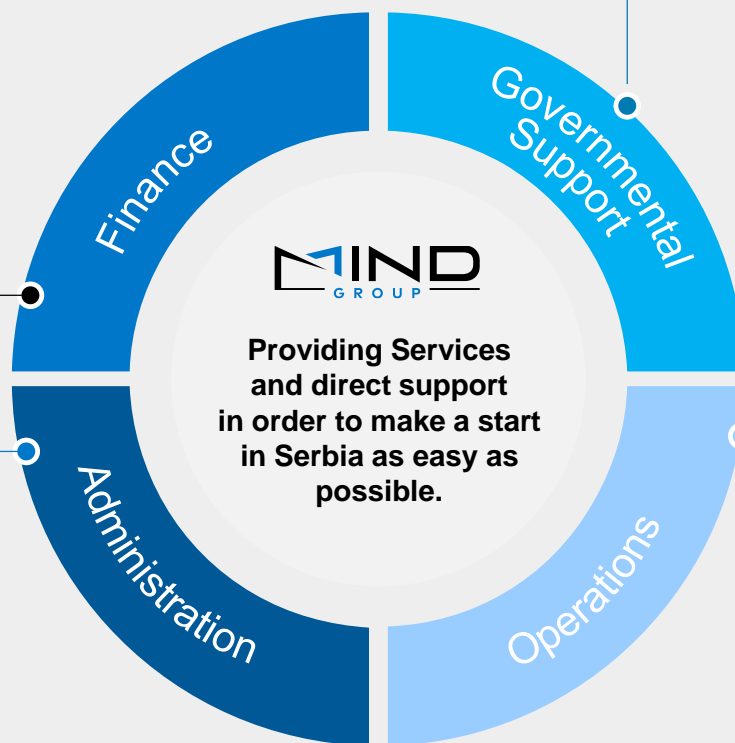 Finance
Governmental
Support
MIND
GROUP
Providing Services
and direct support
in order to make a start
in Serbia as easy as
possible.
Administration
Operations